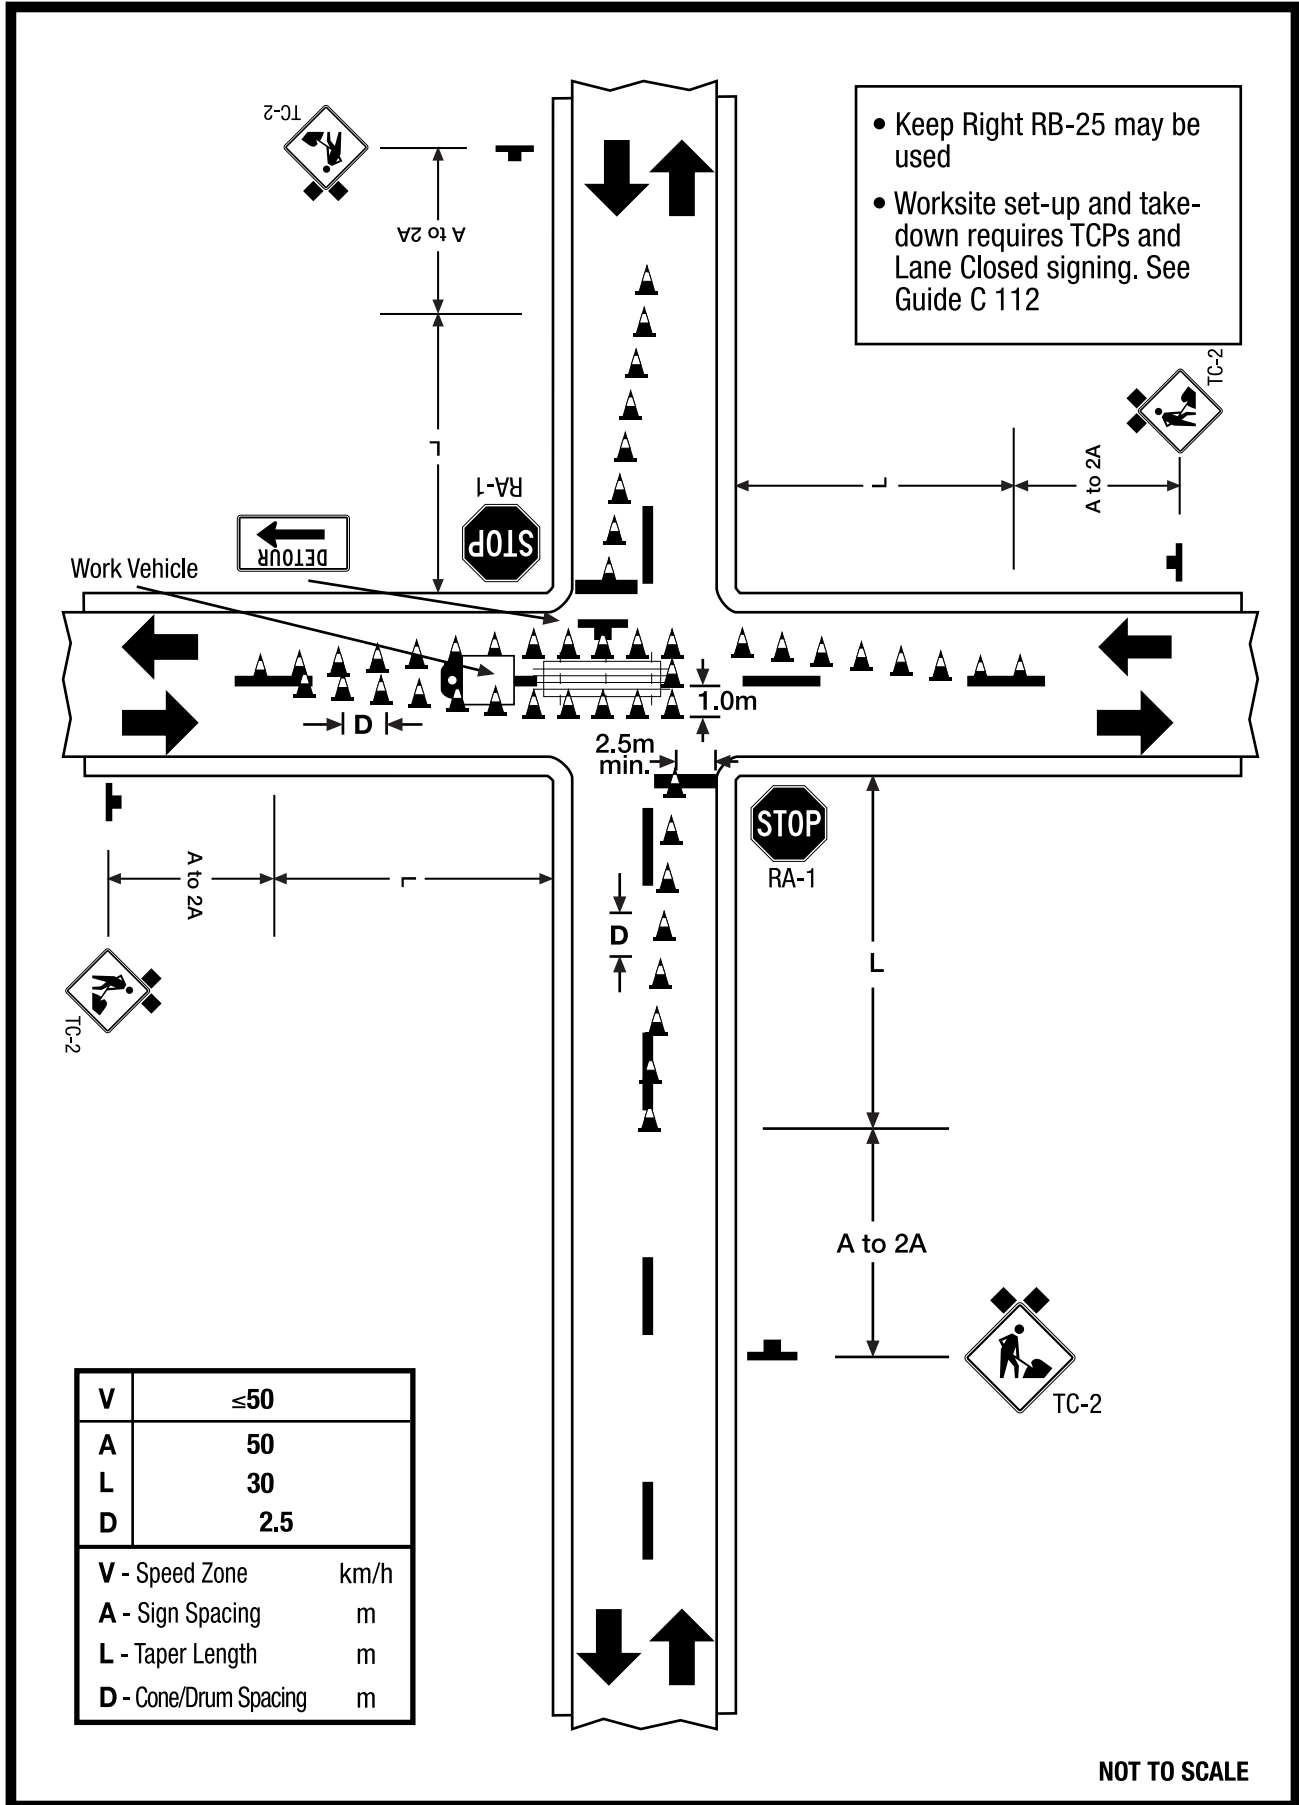 TC-2
A to 2A
L
RA-1
STOP
DETOUR
Work Vehicle
• Keep Right RB-25 may be
used
• Worksite set-up and take-
down requires TCPs and
Lane Closed signing. See
Guide C 112
TC-2
A to 2A
L
D
1.0m
2.5m
min.
STOP
RA-1
A to 2A
L
TC-2
D
L
A to 2A
TC-2
V ≤50
A 50
L 30
D 2.5
V - Speed Zone km/h
A - Sign Spacing m
L - Taper Length m
D - Cone/Drum Spacing m
NOT TO SCALE